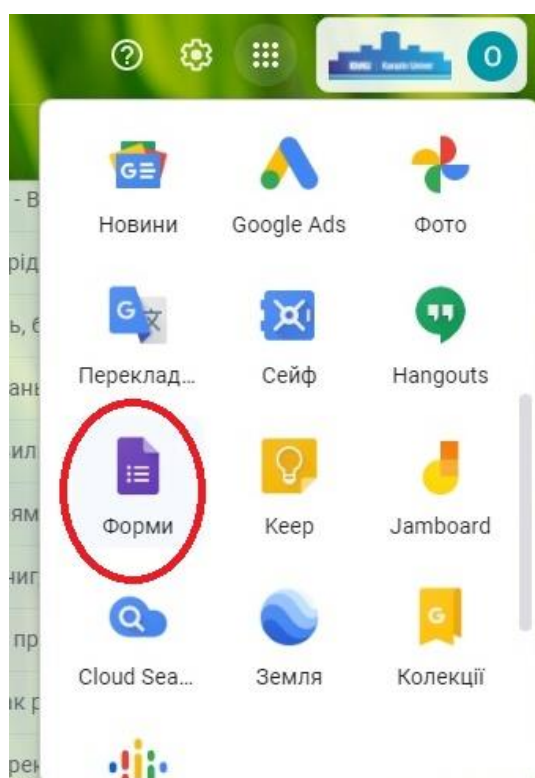 O
Новини Google Ads Фото
Переклад... Сейф Hangouts
Форми Keep Jamboard
Cloud Sea... Земля Колекції